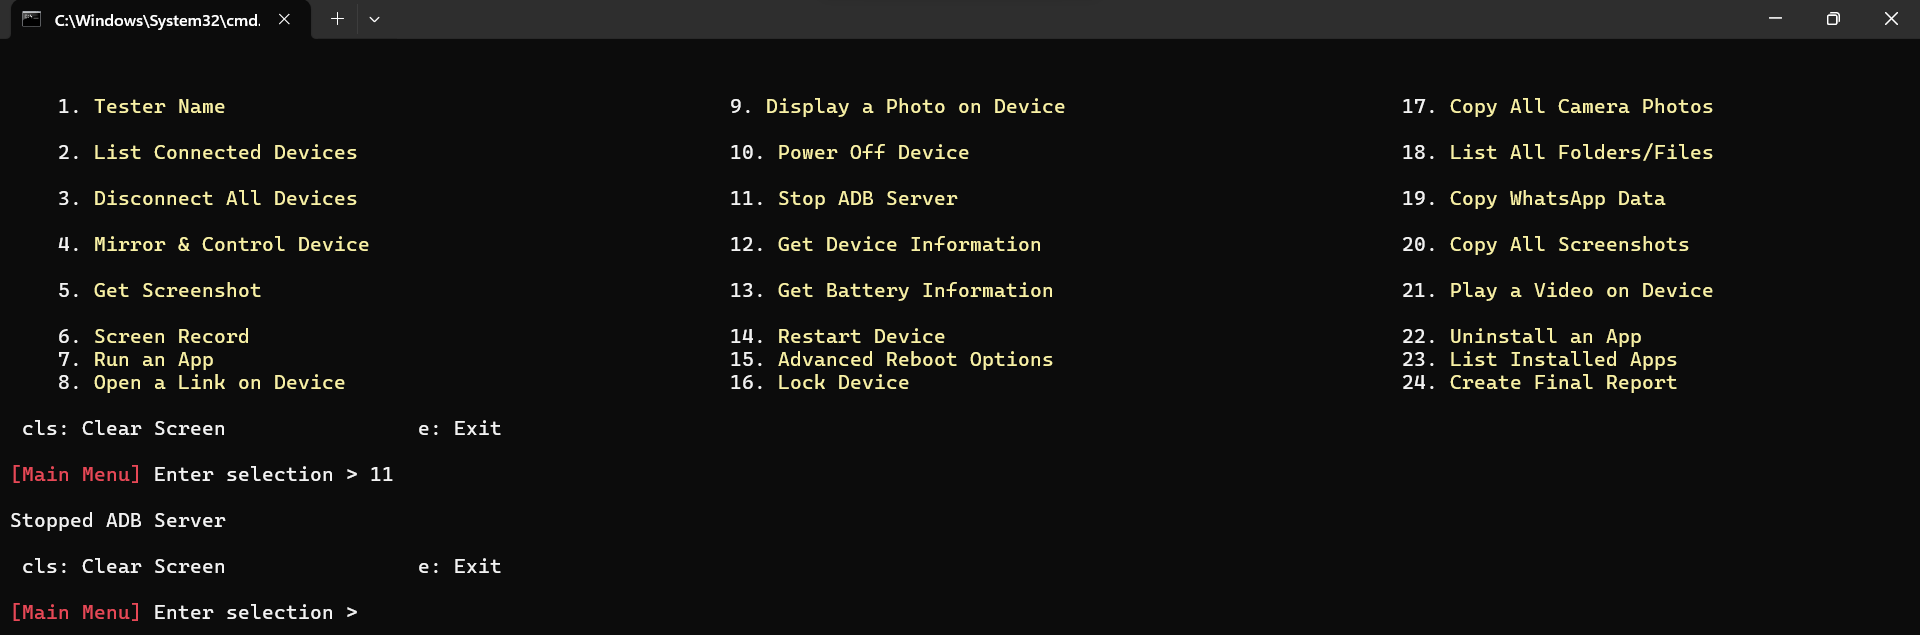 C:\Windows\System32\cmd.
1. Tester Name 9. Display a Photo on Device 17. Copy All Camera Photos
2. List Connected Devices 10. Power Off Device 18. List All Folders/Files
3. Disconnect All Devices 11. Stop ADB Server 19. Copy WhatsApp Data
4. Mirror & Control Device 12. Get Device Information 20. Copy All Screenshots
5. Get Screenshot 13. Get Battery Information 21. Play a Video on Device
6. Screen Record 14. Restart Device 22. Uninstall an App
7. Run an App 15. Advanced Reboot Options 23. List Installed Apps
8. Open a Link on Device 16. Lock Device 24. Create Final Report
cls: Clear Screen e: Exit
[Main Menu] Enter selection > 11
Stopped ADB Server
cls: Clear Screen e: Exit
[Main Menu] Enter selection >